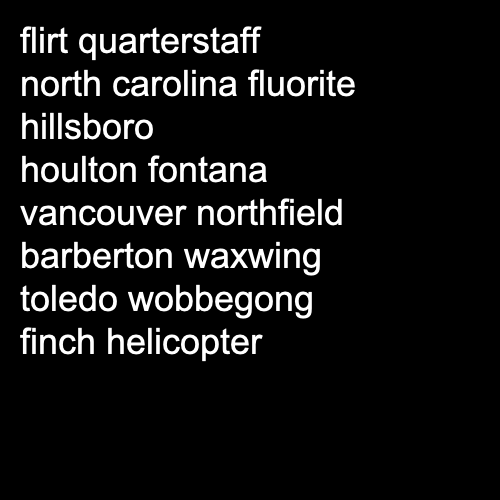 flirt quarterstaff
north carolina fluorite
hillsboro
houlton fontana
vancouver northfield
barberton waxwing
toledo wobbegong
finch helicopter